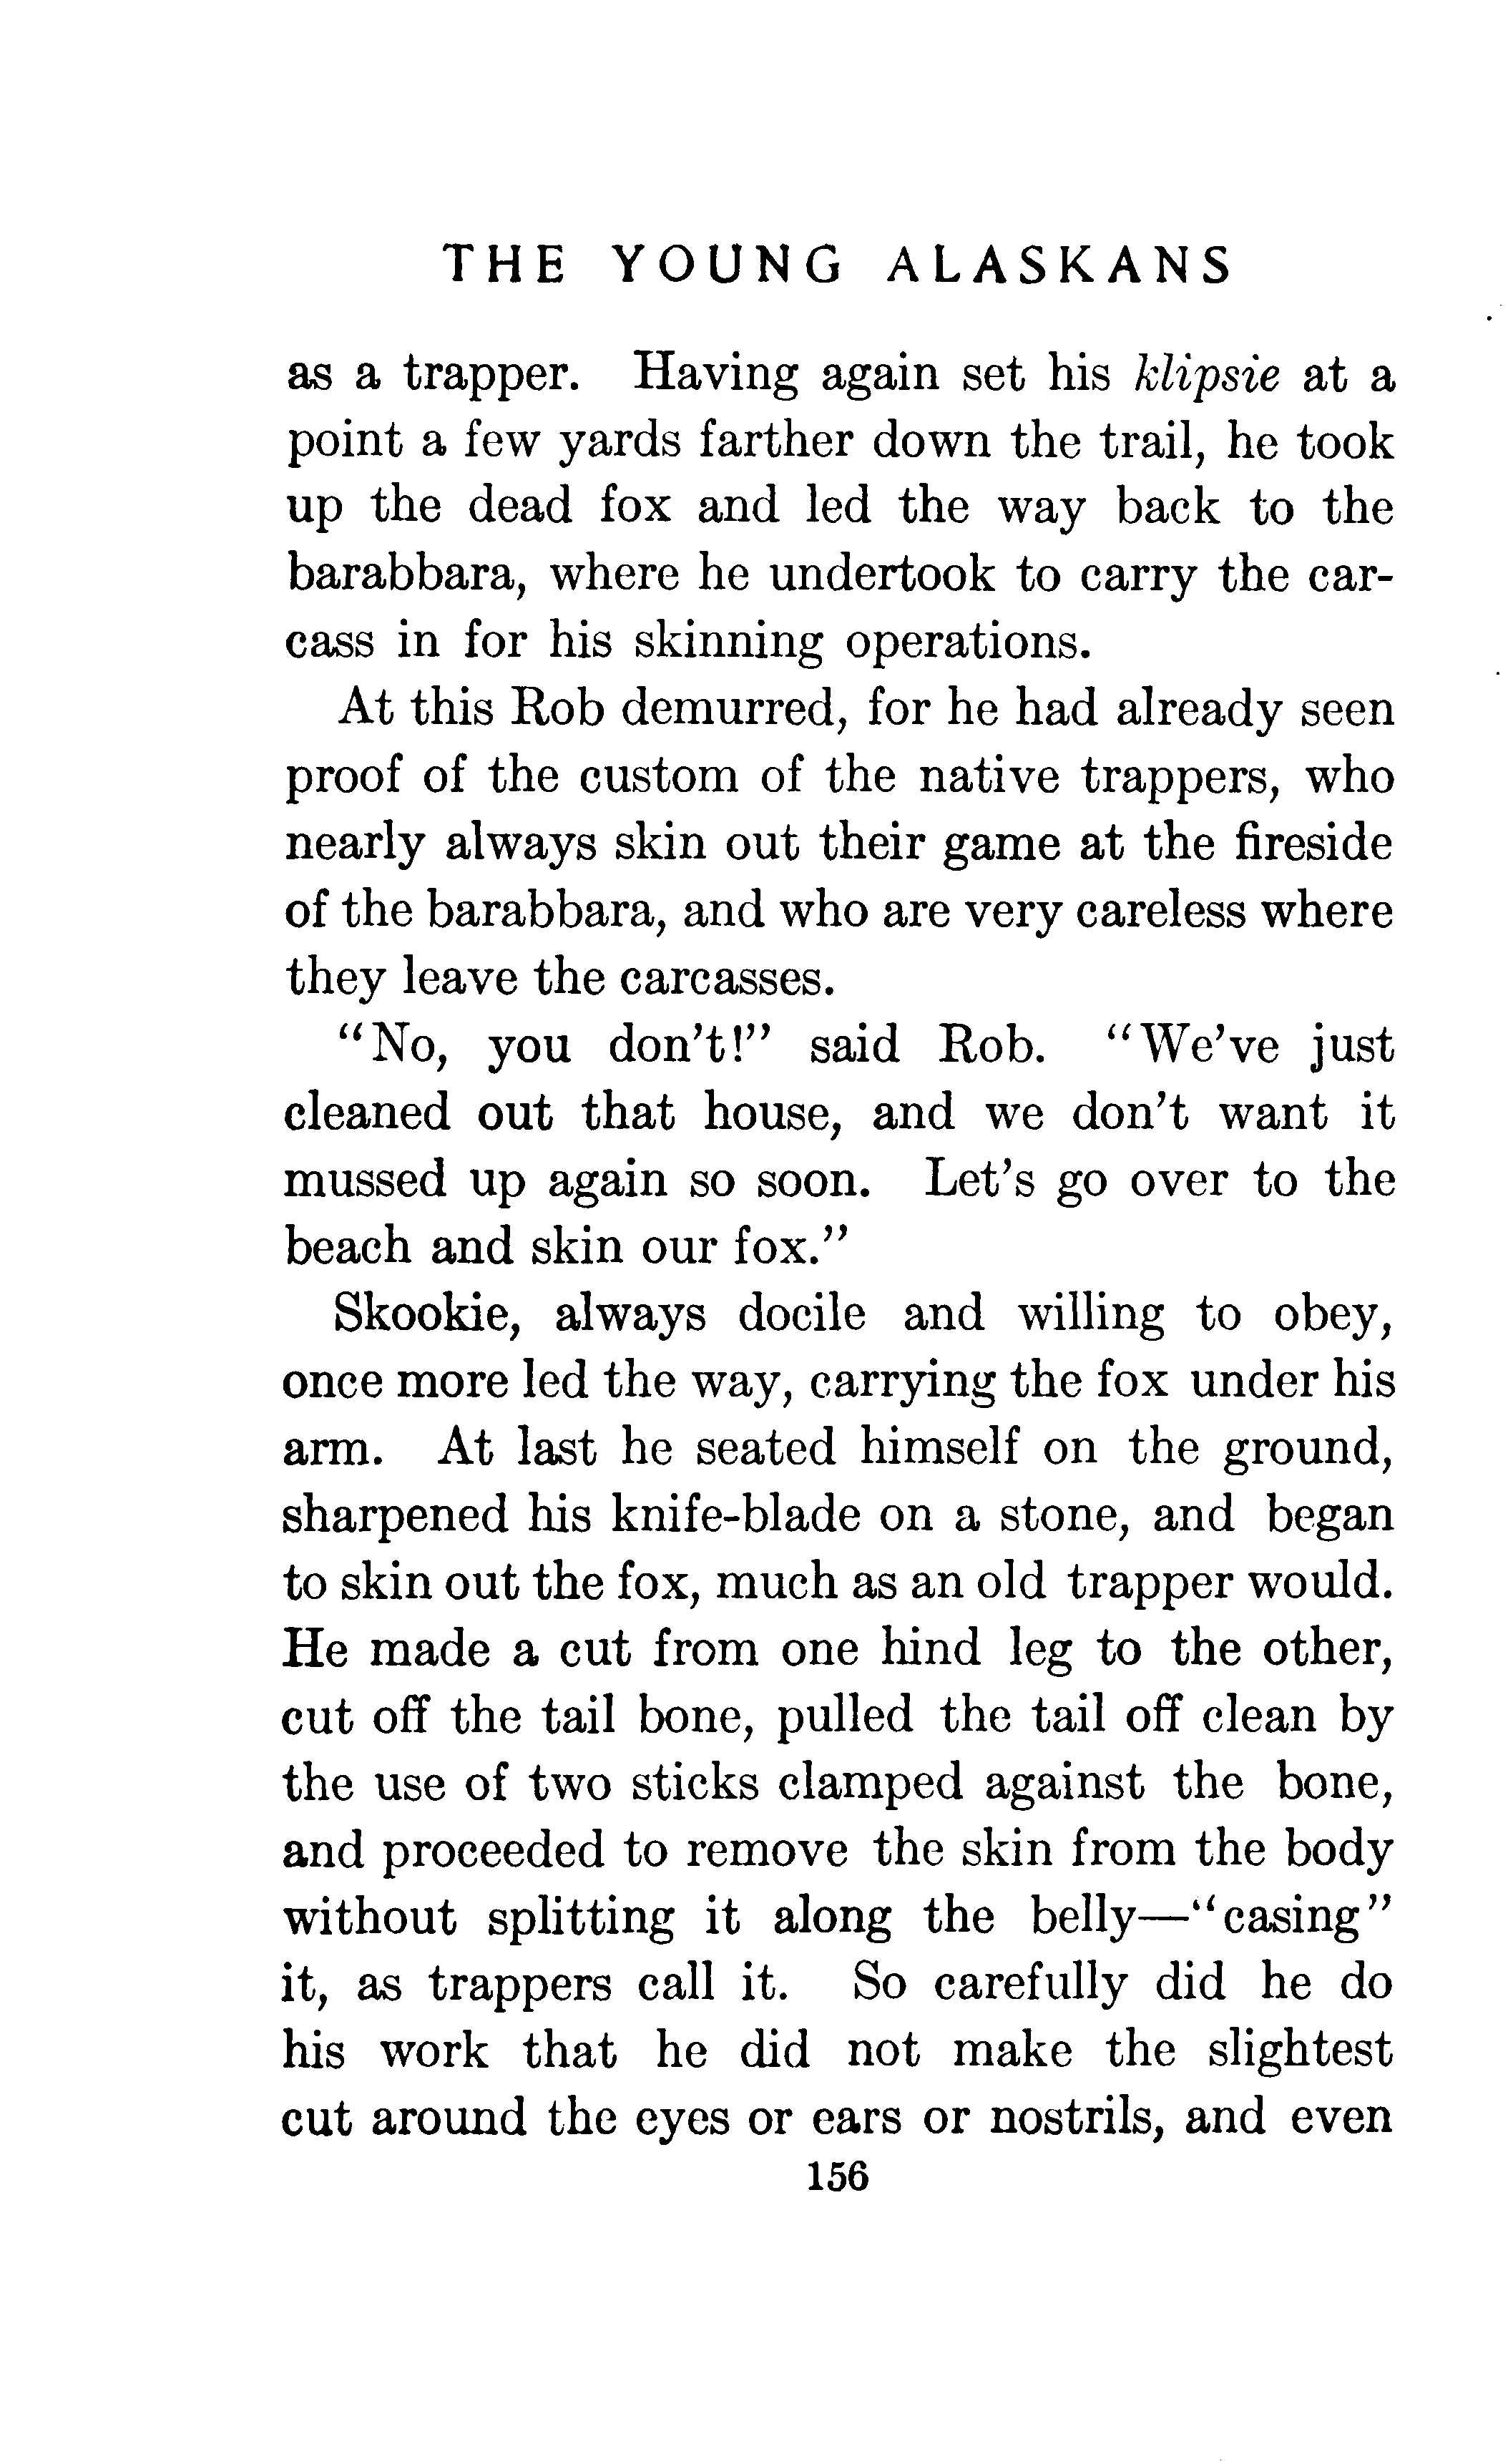 THE YOUNG ALASKANS
as a trapper. Having again set his klipsie at a
point a few yards farther down the trail, he took
up the dead fox and led the way back to the
barabbara, where he undertook to carry the car-
cass in for his skinning operations.
At this Rob demurred, for he had already seen
proof of the custom of the native trappers, who
nearly always skin out their game at the fireside
of the barabbara, and who are very careless where
they leave the carcasses.
“No, you don't!” said Rob. “We've just
cleaned out that house, and we don't want it
mussed up again so soon. Let's go over to the
beach and skin our fox.”
Skookie, always docile and willing to obey,
once more led the way, carrying the fox under his
arm. At last he seated himself on the ground,
sharpened his knife-blade on a stone, and began
to skin out the fox, much as an old trapper would.
He made a cut from one hind leg to the other,
cut off the tail bone, pulled the tail off clean by
the use of two sticks clamped against the bone,
and proceeded to remove the skin from the body
without splitting it along the belly—“casing”
it, as trappers call it. So carefully did he do
his work that he did not make the slightest
cut around the eyes or ears or nostrils, and even
156